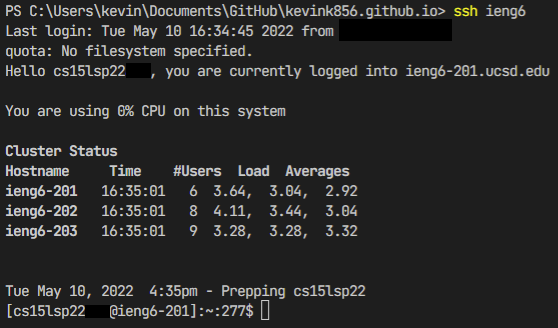 PS C:\Users\kevin\Documents\GitHub\kevink856.github.io> ssh ieng6
Last login: Tue May 10 16:34:45 2022 from
quota: No filesystem specified.
Hello cs15lsp22 , you are currently logged into ieng6-201.ucsd.edu
You are using 0% CPU on this system
Cluster Status
Hostname Time #Users Load Averages
ieng6-201 16:35:01 6 3.64, 3.04, 2.92
ieng6-202 16:35:01 8 4.11, 3.44, 3.04
ieng6-203 16:35:01 9 3.28, 3.28, 3.32
Tue May 10, 2022 4:35pm - Prepping cs15lsp22
[cs15lsp22 @ieng6-201]:~:277$